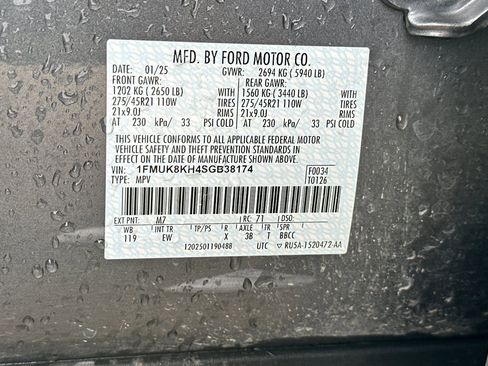 MFD. BY FORD MOTOR CO.
DATE: 01/25 GVWR: 2694 KG ( 5940 LB)
FRONT GAWR: REAR GAWR:
1202 KG ( 2650 LB) WITH 1560 KG ( 3440 LB) WITH
275/45R21 110W TIRES 275/45R21 110W TIRES
21x9.0J RIMS 21x9.0J RIMS
AT 230 kPa/ 33 PSI COLD AT 230 kPa/ 33 PSI COLD
THIS VEHICLE CONFORMS TO ALL APPLICABLE FEDERAL MOTOR VEHICLE
SAFETY AND BUMPER STANDARDS IN EFFECT ON THE DATE OF MANUFACTURE SHOWN ABOVE.
VIN: 1FMUK8KH4SGB38174 F0034
TYPE: MPV T0126
EXT PNT: M7 RC: 71 DSO:
WB INT TR TP/PS R AXLE TR SPR
119 EW X 3B T BBCC
1202501190488 UTC RU5A-1520472-AA